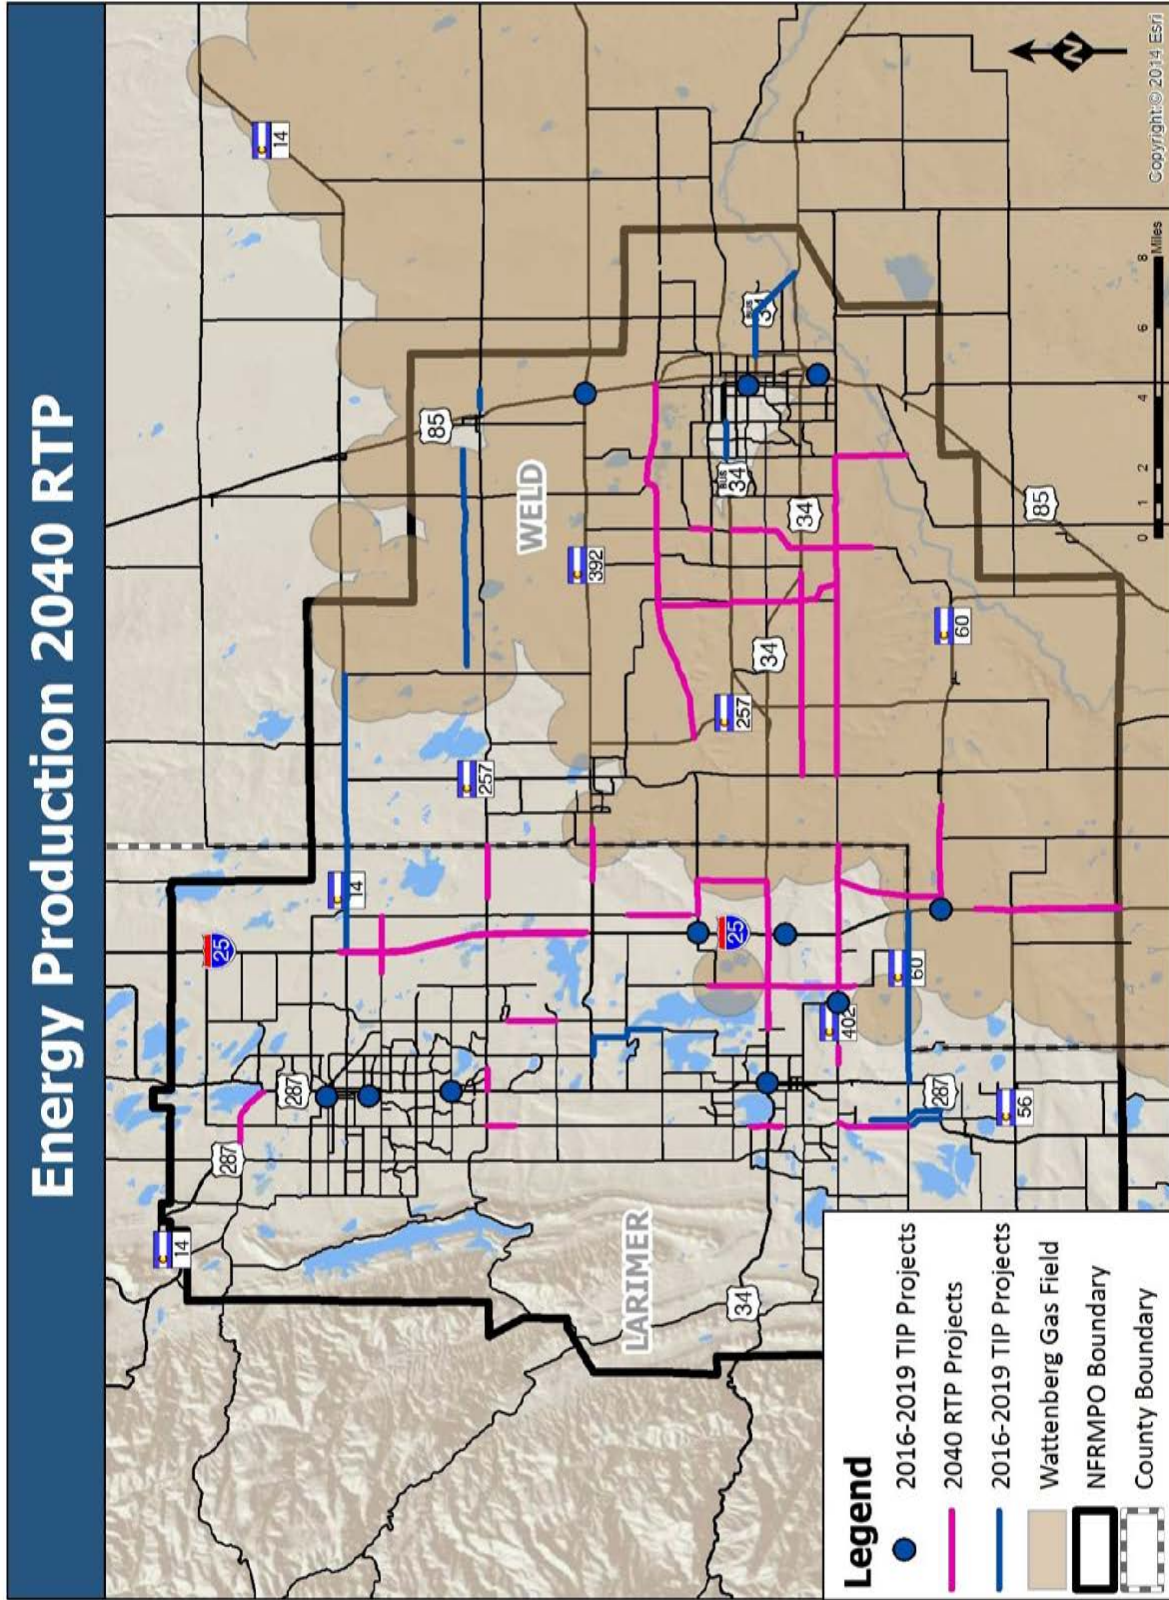 Energy Production 2040 RTP
14
287
14
287
25
14
85
14
257
WELD
392
LARIMER
34
25
257
34
34
BUS
34
BUS
34
402
60
287
56
60
85
Legend
2016-2019 TIP Projects
2040 RTP Projects
2016-2019 TIP Projects
Wattenberg Gas Field
NFRMPO Boundary
County Boundary
N
0 1 2 4 6 8
Miles
Copyright:© 2014 Esri